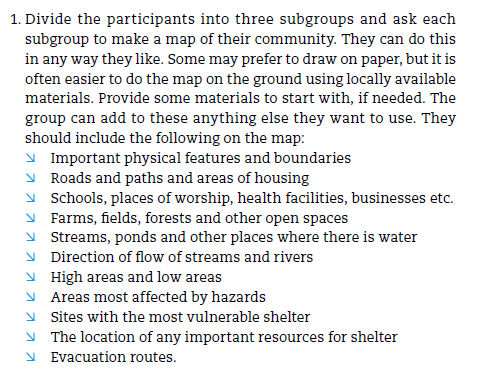 1. Divide the participants into three subgroups and ask each
subgroup to make a map of their community. They can do this
in any way they like. Some may prefer to draw on paper, but it is
often easier to do the map on the ground using locally available
materials. Provide some materials to start with, if needed. The
group can add to these anything else they want to use. They
should include the following on the map:
Important physical features and boundaries
Roads and paths and areas of housing
Schools, places of worship, health facilities, businesses etc.
Farms, fields, forests and other open spaces
Streams, ponds and other places where there is water
Direction of flow of streams and rivers
High areas and low areas
Areas most affected by hazards
Sites with the most vulnerable shelter
The location of any important resources for shelter
Evacuation routes.